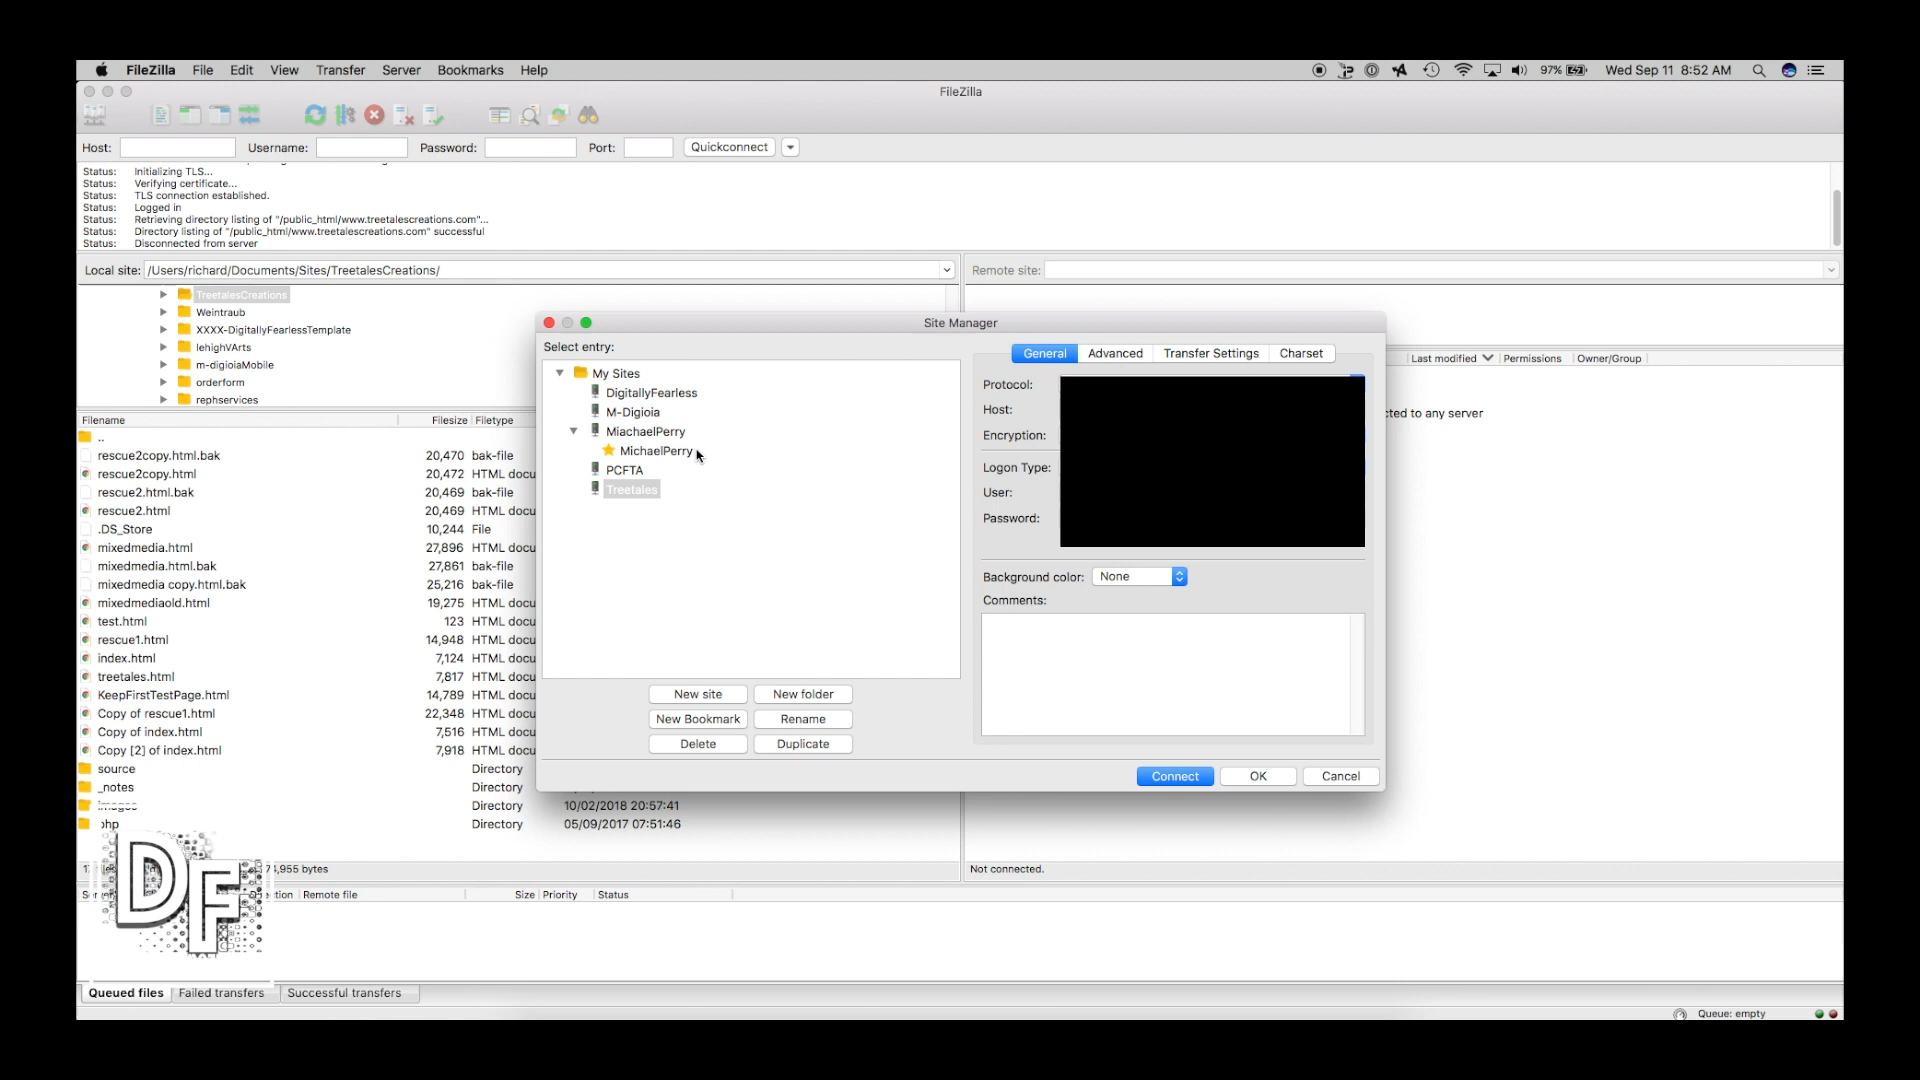 FileZilla File Edit View Transfer Server Bookmarks Help 97% Wed Sep 11 8:52 AM
FileZilla
Host: Username: Password: Port: Quickconnect
Status: Initializing TLS...
Status: Verifying certificate...
Status: TLS connection established.
Status: Logged in
Status: Retrieving directory listing of "/public_html/www.treetalescreations.com"...
Status: Directory listing of "/public_html/www.treetalescreations.com" successful
Status: Disconnected from server
Local site: /Users/richard/Documents/Sites/TreetalesCreations/
Remote site:
TreetalesCreations
Weintraub
XXXX-DigitallyFearlessTemplate
lehighVArts
m-digioiaMobile
orderform
rephservices
Filename Filesize Filetype
..
rescue2copy.html.bak 20,470 bak-file
rescue2copy.html 20,472 HTML docu
rescue2.html.bak 20,469 bak-file
rescue2.html 20,469 HTML docu
.DS_Store 10,244 File
mixedmedia.html 27,896 HTML docu
mixedmedia.html.bak 27,861 bak-file
mixedmedia copy.html.bak 25,216 bak-file
mixedmediaold.html 19,275 HTML docu
test.html 123 HTML docu
rescue1.html 14,948 HTML docu
index.html 7,124 HTML docu
treetales.html 7,817 HTML docu
KeepFirstTestPage.html 14,789 HTML docu
Copy of rescue1.html 22,348 HTML docu
Copy of index.html 7,516 HTML docu
Copy [2] of index.html 7,918 HTML docu
source Directory
_notes Directory
images Directory 10/02/2018 20:57:41
php Directory 05/09/2017 07:51:46
4,955 bytes
Site Manager
Select entry:
My Sites
DigitallyFearless
M-Digioia
MiachaelPerry
MichaelPerry
PCFTA
Treetales
New site New folder
New Bookmark Rename
Delete Duplicate
General Advanced Transfer Settings Charset
Protocol:
Host:
Encryption:
Logon Type:
User:
Password:
Background color: None
Comments:
Connect OK Cancel
Last modified Permissions Owner/Group
cted to any server
Not connected.
ction Remote file Size Priority Status
DF
Queued files Failed transfers Successful transfers
Queue: empty